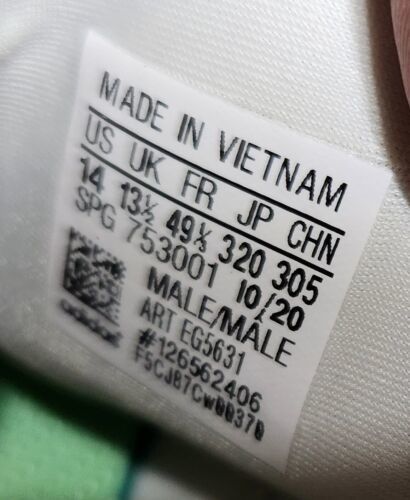 MADE IN VIETNAM
US UK FR JP CHN
14 13½ 49⅓ 320 305
SPG 753001 10/20
MALE/MALE
ART EG5631
#126562406
F5CJ87CW00370
adidas